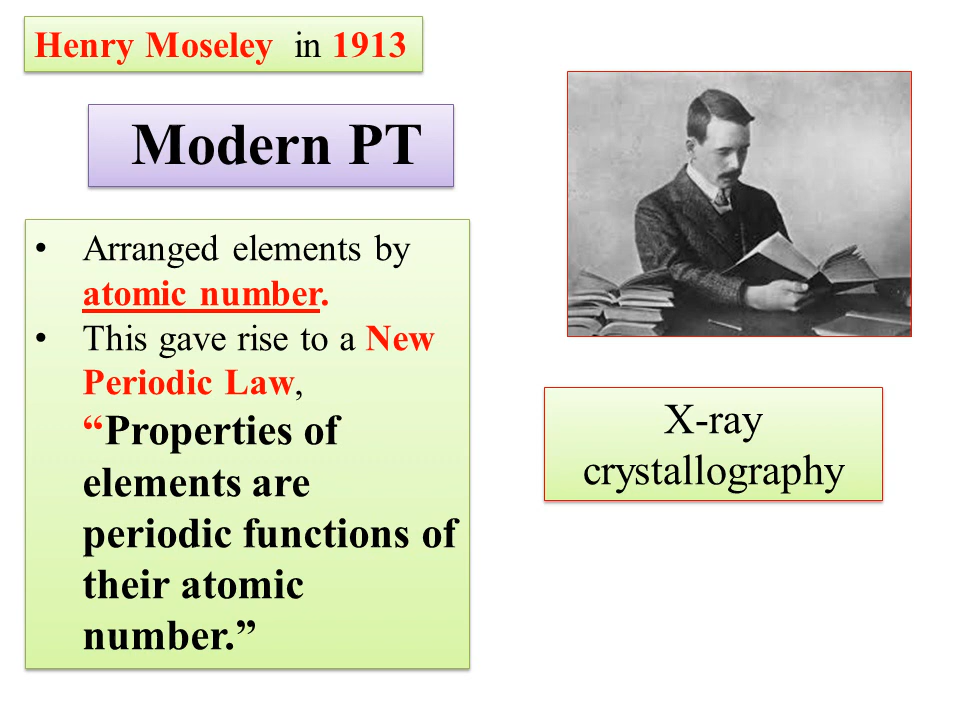 Henry Moseley in 1913
Modern PT
• Arranged elements by
atomic number.
• This gave rise to a New
Periodic Law,
“Properties of
elements are
periodic functions of
their atomic
number.”
X-ray
crystallography